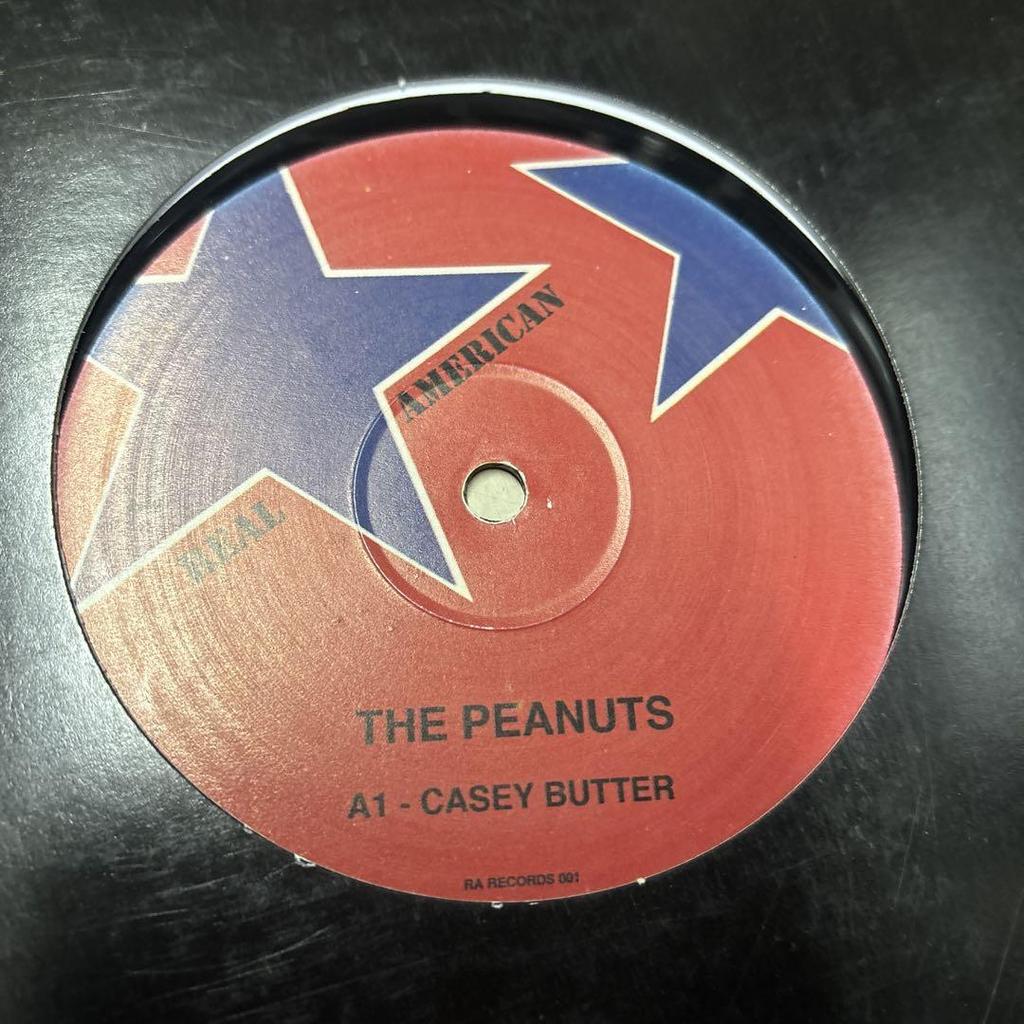 AMERICAN
REAL
THE PEANUTS
A1 - CASEY BUTTER
RA RECORDS 001